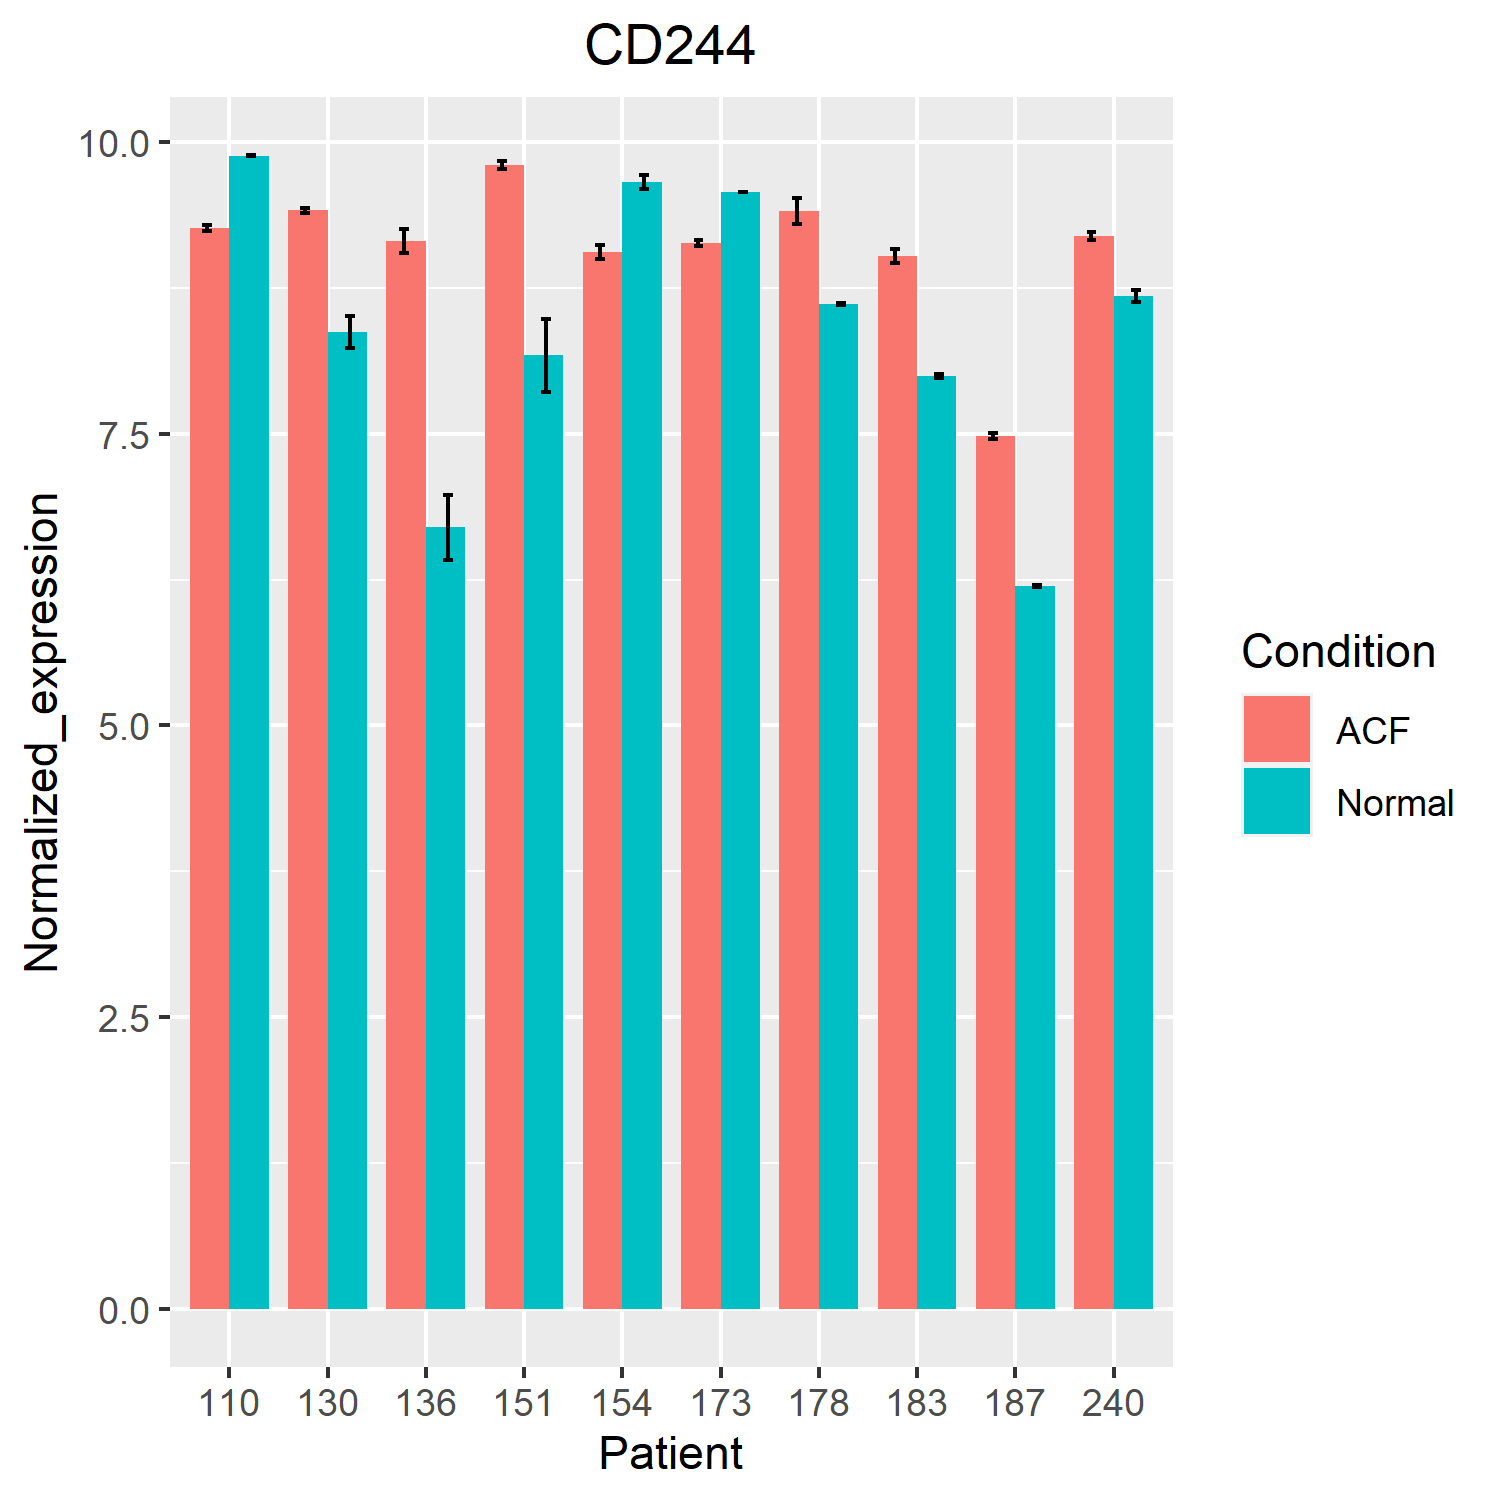 CD244
10.0
7.5
5.0
2.5
0.0
Normalized_expression
110 130 136 151 154 173 178 183 187 240
Patient
Condition
ACF
Normal